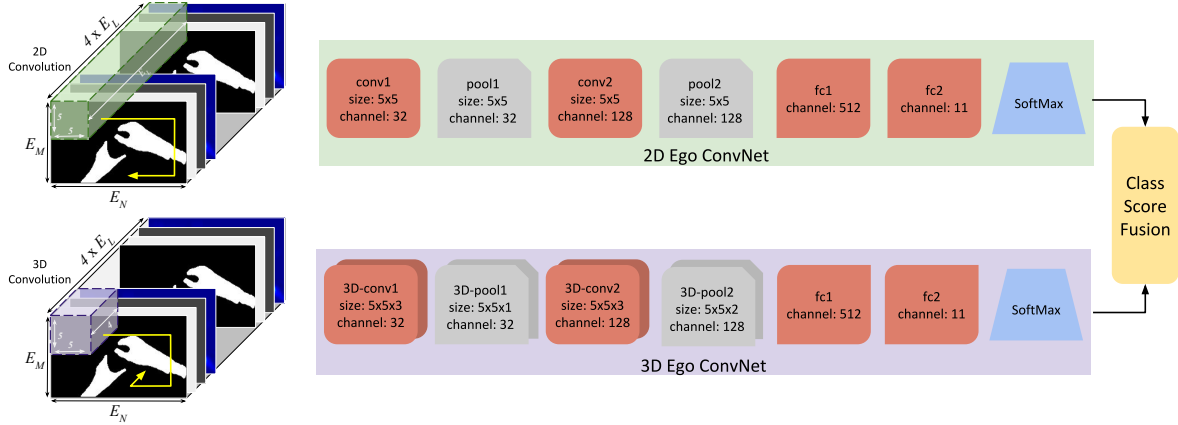 4 x E_L
2D
Convolution
5
5
E_M
E_N
conv1
size: 5x5
channel: 32
pool1
size: 5x5
channel: 32
conv2
size: 5x5
channel: 128
pool2
size: 5x5
channel: 128
fc1
channel: 512
fc2
channel: 11
SoftMax
2D Ego ConvNet
Class
Score
Fusion
4 x E_L
3D
Convolution
5
5
E_M
E_N
3D-conv1
size: 5x5x3
channel: 32
3D-pool1
size: 5x5x1
channel: 32
3D-conv2
size: 5x5x3
channel: 128
3D-pool2
size: 5x5x2
channel: 128
fc1
channel: 512
fc2
channel: 11
SoftMax
3D Ego ConvNet